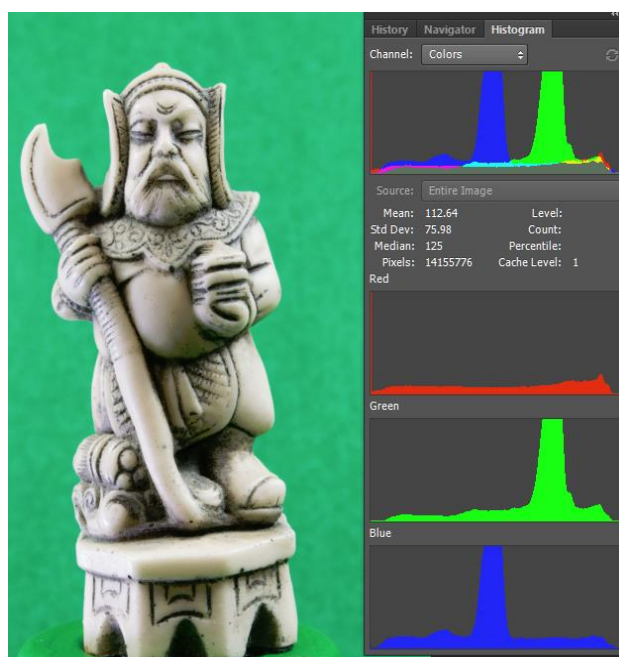 History Navigator Histogram
Channel: Colors
Source: Entire Image
Mean: 112.64 Level:
Std Dev: 75.98 Count:
Median: 125 Percentile:
Pixels: 14155776 Cache Level: 1
Red
Green
Blue